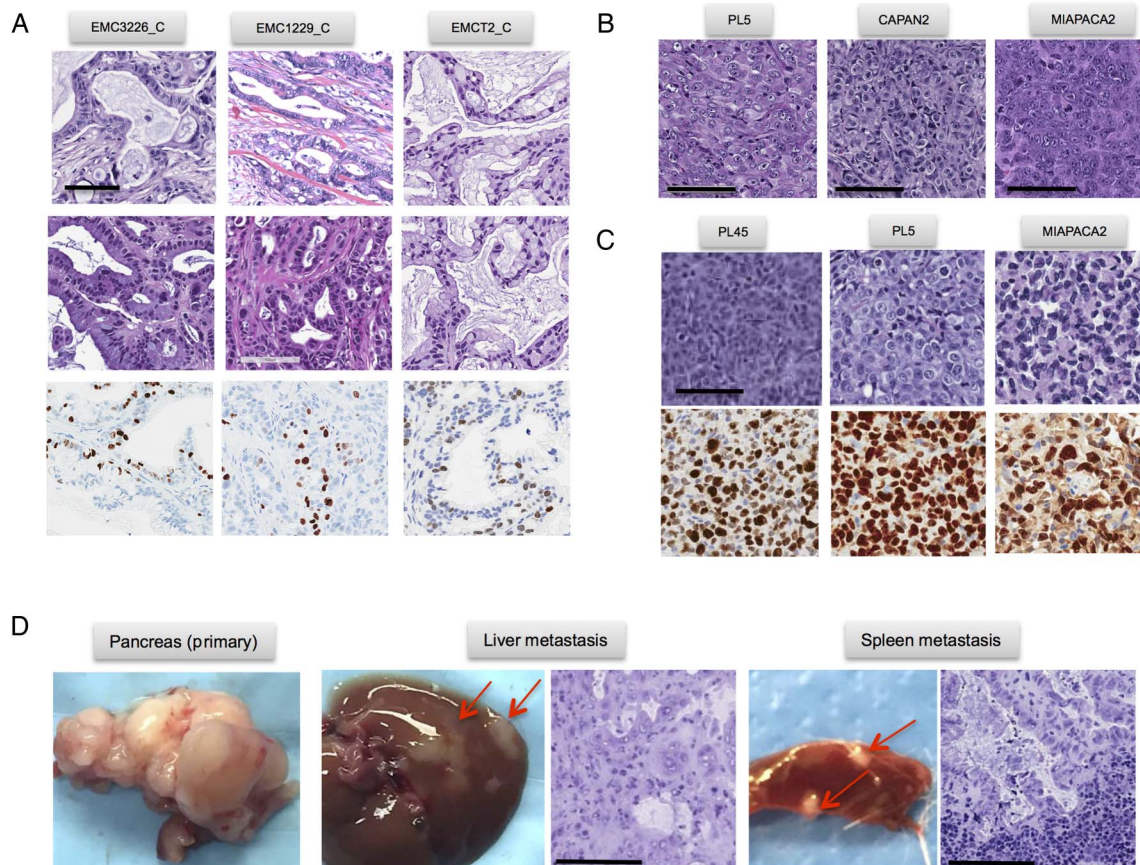 A
EMC3226_C
EMC1229_C
EMCT2_C
B
PL5
CAPAN2
MIAPACA2
C
PL45
PL5
MIAPACA2
D
Pancreas (primary)
Liver metastasis
Spleen metastasis